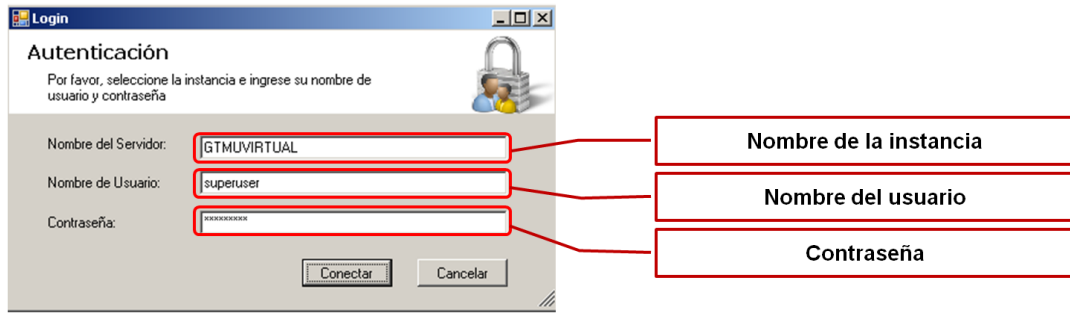 Login
Autenticación
Por favor, seleccione la instancia e ingrese su nombre de
usuario y contraseña
Nombre del Servidor:
GTMUVIRTUAL
Nombre de la instancia
Nombre de Usuario:
superuser
Nombre del usuario
Contraseña:
*********
Contraseña
Conectar
Cancelar